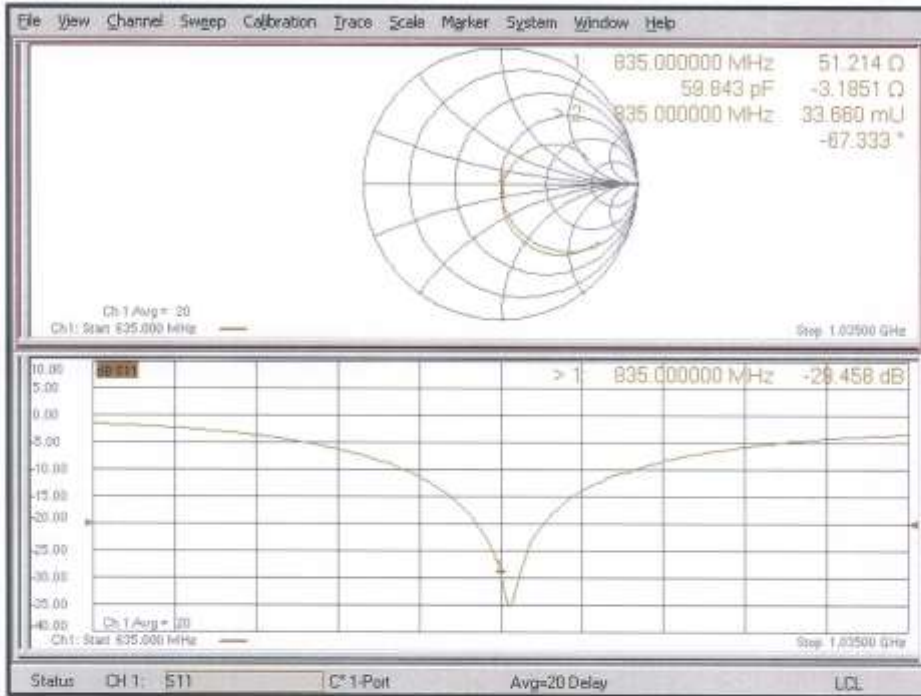 File View Channel Sweep Calibration Trace Scale Marker System Window Help
1 835.000000 MHz 51.214 Ω
59.843 pF -3.1851 Ω
> 2 835.000000 MHz 33.660 mU
-67.333 °
Ch 1 Avg = 20
Ch1: Start 635.000 MHz
Stop 1.03500 GHz
10.00
5.00
0.00
-5.00
-10.00
-15.00
-20.00
-25.00
-30.00
-35.00
-40.00
dB S11
> 1 835.000000 MHz -29.458 dB
Ch 1 Avg = 20
Ch1: Start 635.000 MHz
Stop 1.03500 GHz
Status CH 1: S11 C* 1-Port Avg=20 Delay LCL